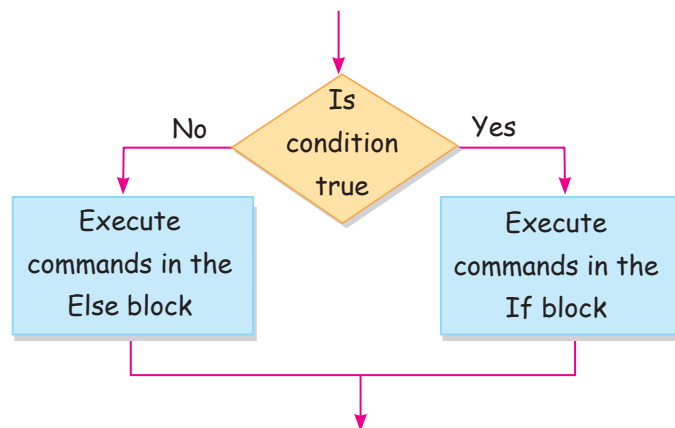 Is
condition
true
No
Yes
Execute
commands in the
Else block
Execute
commands in the
If block